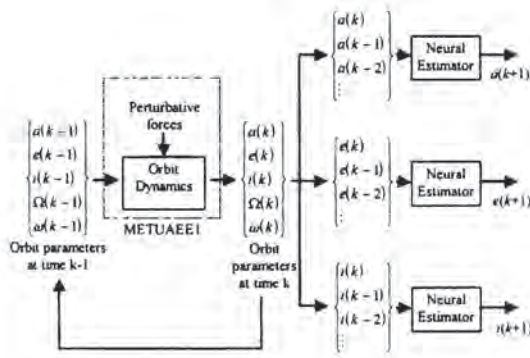 a(k)
a(k-1)
a(k-2)
⋮
Neural
Estimator
a(k+1)
Perturbative
forces
Orbit
Dynamics
METUAEE1
a(k-1)
e(k-1)
i(k-1)
Ω(k-1)
ω(k-1)
Orbit parameters
at time k-1
a(k)
e(k)
i(k)
Ω(k)
ω(k)
Orbit
parameters
at time k
e(k)
e(k-1)
e(k-2)
⋮
Neural
Estimator
e(k+1)
i(k)
i(k-1)
i(k-2)
⋮
Neural
Estimator
i(k+1)